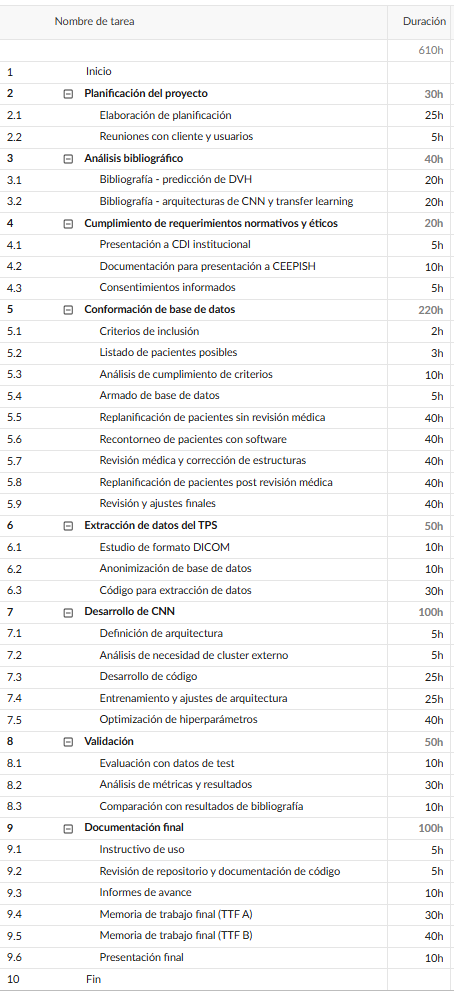 Nombre de tarea Duración
610h
1 Inicio
2 Planificación del proyecto 30h
2.1 Elaboración de planificación 25h
2.2 Reuniones con cliente y usuarios 5h
3 Análisis bibliográfico 40h
3.1 Bibliografía - predicción de DVH 20h
3.2 Bibliografía - arquitecturas de CNN y transfer learning 20h
4 Cumplimiento de requerimientos normativos y éticos 20h
4.1 Presentación a CDI institucional 5h
4.2 Documentación para presentación a CEEPISH 10h
4.3 Consentimientos informados 5h
5 Conformación de base de datos 220h
5.1 Criterios de inclusión 2h
5.2 Listado de pacientes posibles 3h
5.3 Análisis de cumplimiento de criterios 10h
5.4 Armado de base de datos 5h
5.5 Replanificación de pacientes sin revisión médica 40h
5.6 Recontorneo de pacientes con software 40h
5.7 Revisión médica y corrección de estructuras 40h
5.8 Replanificación de pacientes post revisión médica 40h
5.9 Revisión y ajustes finales 40h
6 Extracción de datos del TPS 50h
6.1 Estudio de formato DICOM 10h
6.2 Anonimización de base de datos 10h
6.3 Código para extracción de datos 30h
7 Desarrollo de CNN 100h
7.1 Definición de arquitectura 5h
7.2 Análisis de necesidad de cluster externo 5h
7.3 Desarrollo de código 25h
7.4 Entrenamiento y ajustes de arquitectura 25h
7.5 Optimización de hiperparámetros 40h
8 Validación 50h
8.1 Evaluación con datos de test 10h
8.2 Análisis de métricas y resultados 30h
8.3 Comparación con resultados de bibliografía 10h
9 Documentación final 100h
9.1 Instructivo de uso 5h
9.2 Revisión de repositorio y documentación de código 5h
9.3 Informes de avance 10h
9.4 Memoria de trabajo final (TTF A) 30h
9.5 Memoria de trabajo final (TTF B) 40h
9.6 Presentación final 10h
10 Fin